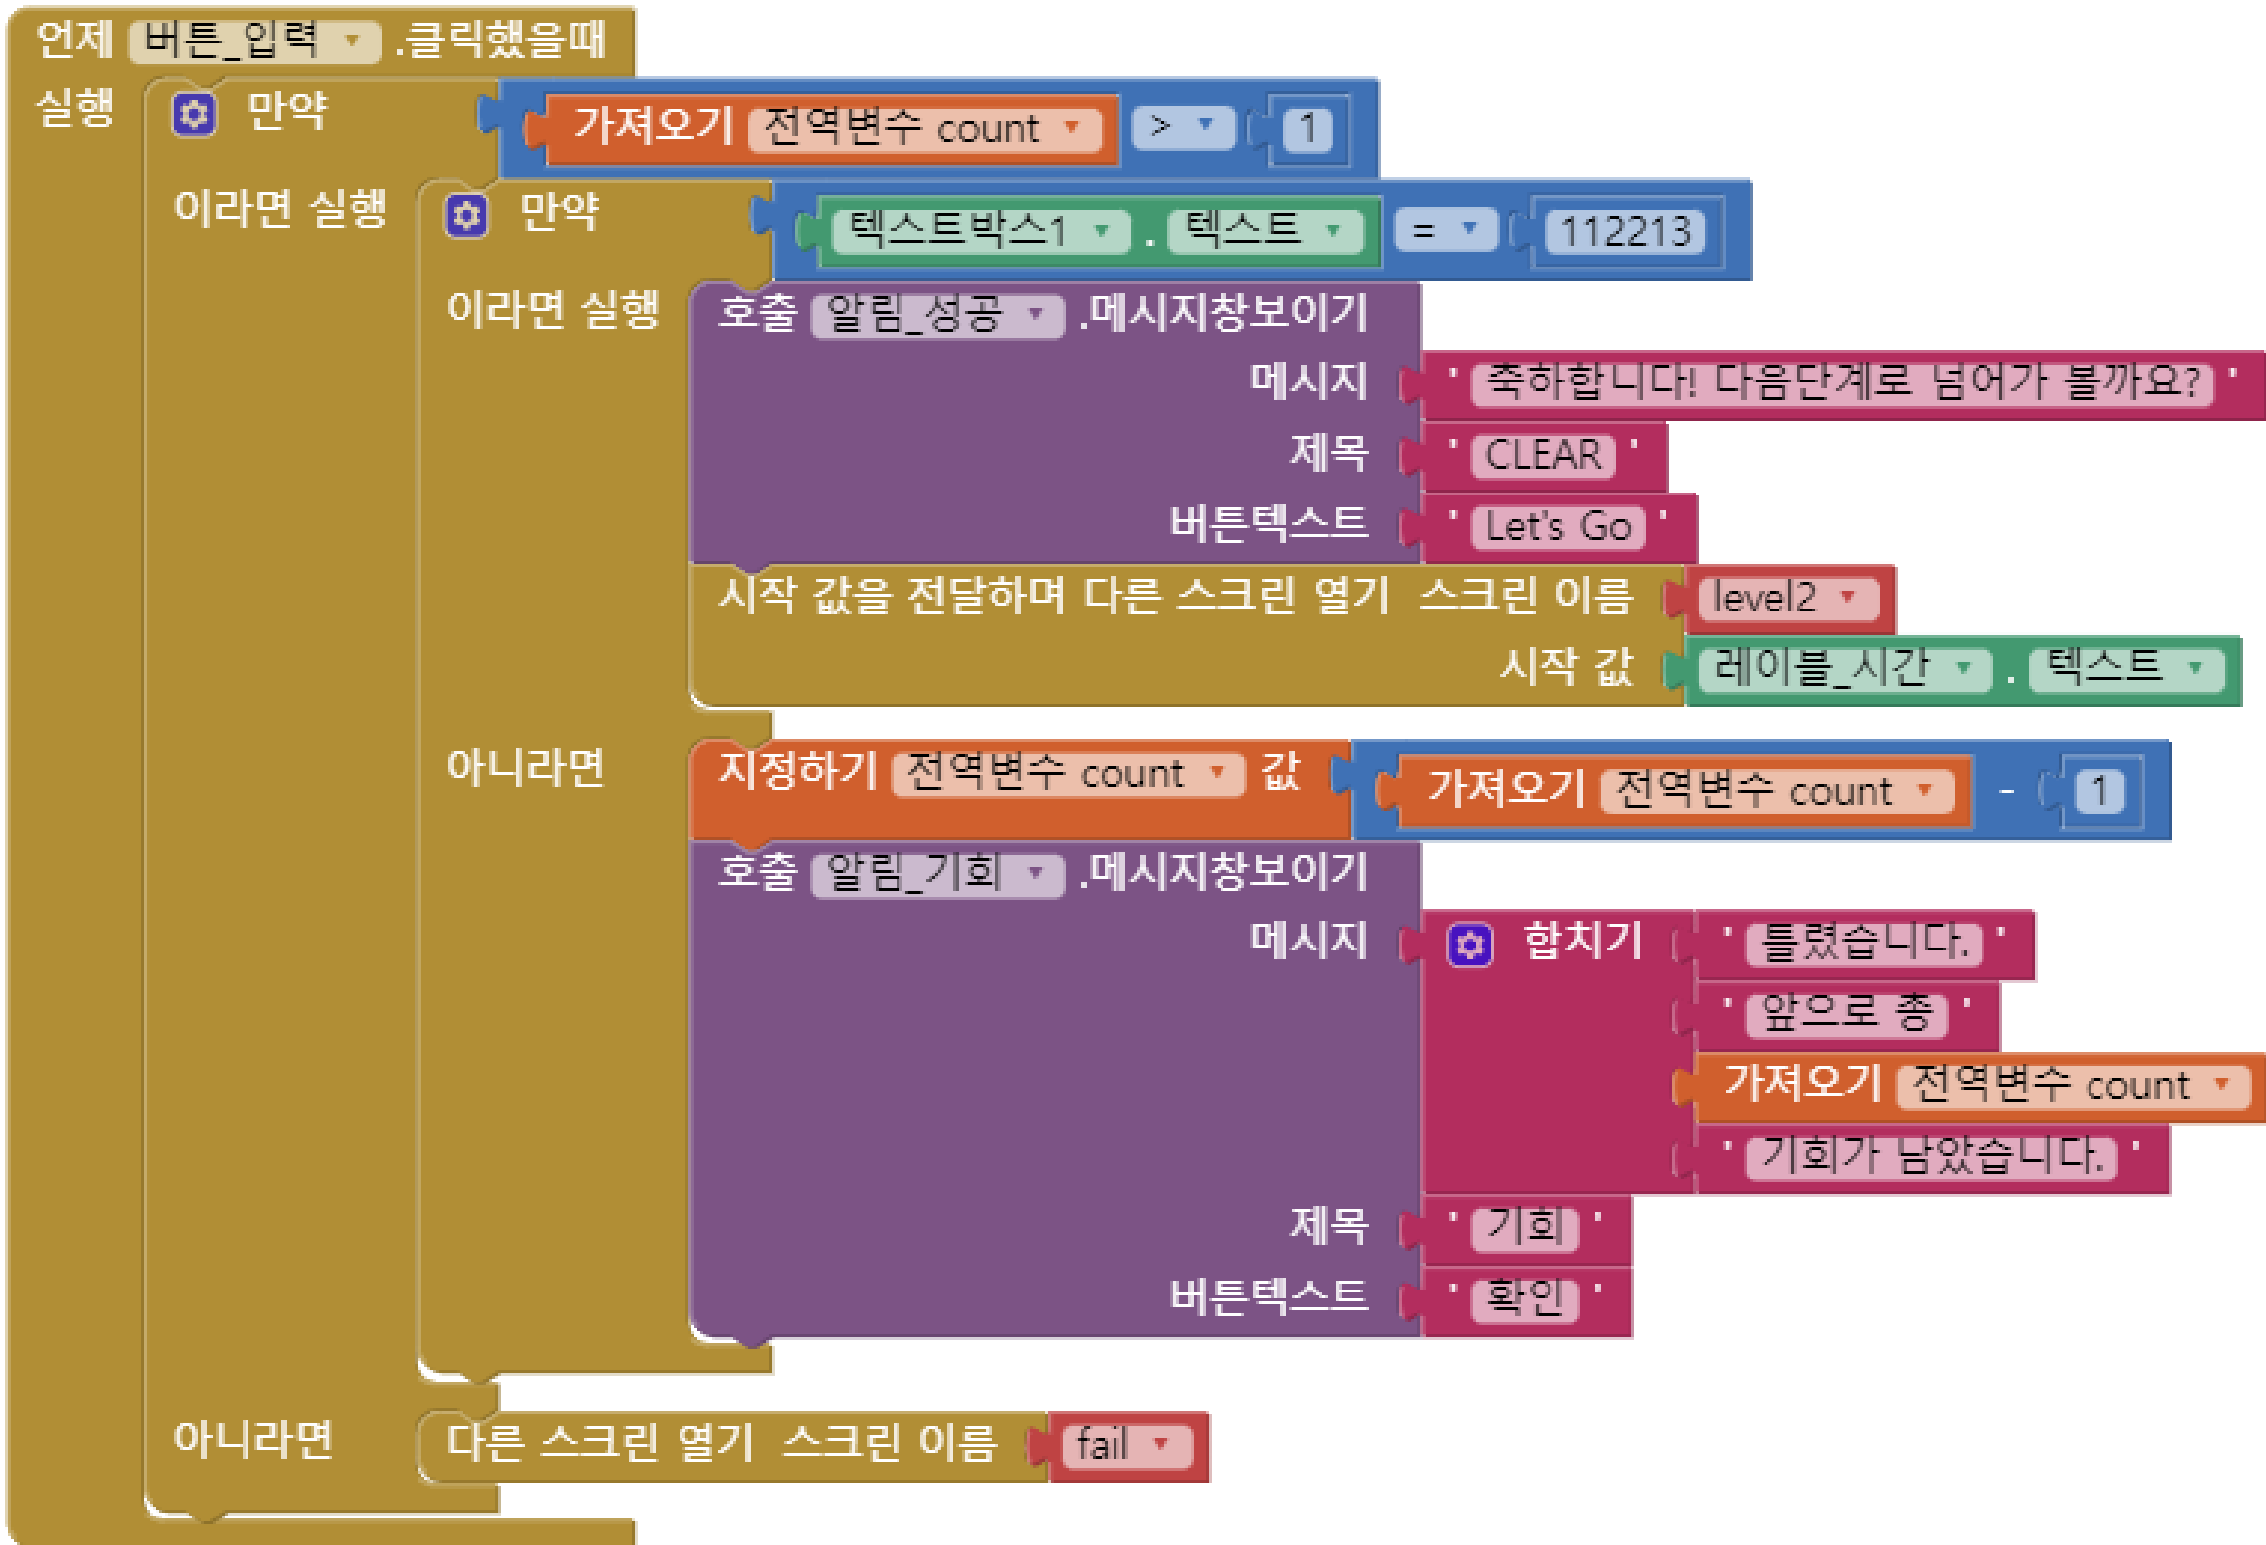 언제 버튼_입력 .클릭했을때
실행 만약 가져오기 전역변수 count > 1
이라면 실행 만약 텍스트박스1 . 텍스트 = 112213
이라면 실행 호출 알림_성공 .메시지창보이기
메시지 ' 축하합니다! 다음단계로 넘어가 볼까요? '
제목 ' CLEAR '
버튼텍스트 ' Let's Go '
시작 값을 전달하며 다른 스크린 열기 스크린 이름 level2
시작 값 레이블_시간 . 텍스트
아니라면 지정하기 전역변수 count 값 가져오기 전역변수 count - 1
호출 알림_기회 .메시지창보이기
메시지 합치기 ' 틀렸습니다. '
' 앞으로 총 '
가져오기 전역변수 count
' 기회가 남았습니다. '
제목 ' 기회 '
버튼텍스트 ' 확인 '
아니라면 다른 스크린 열기 스크린 이름 fail